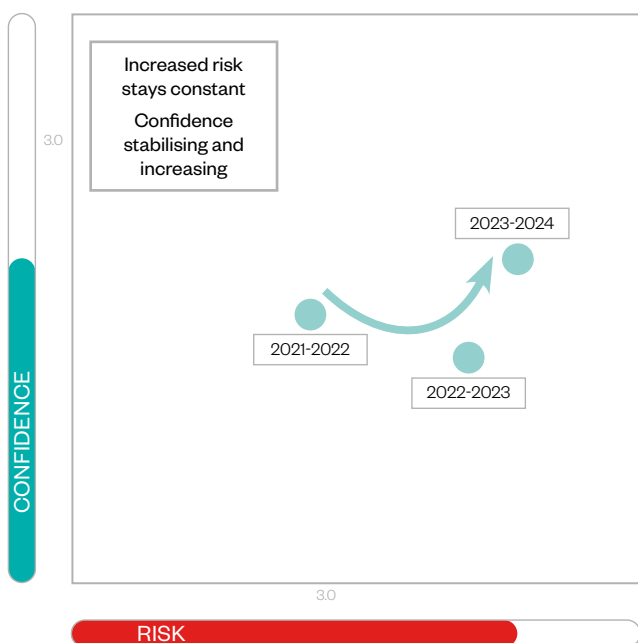 Increased risk
stays constant
Confidence
stabilising and
increasing
3.0
2023-2024
2021-2022
2022-2023
CONFIDENCE
3.0
RISK